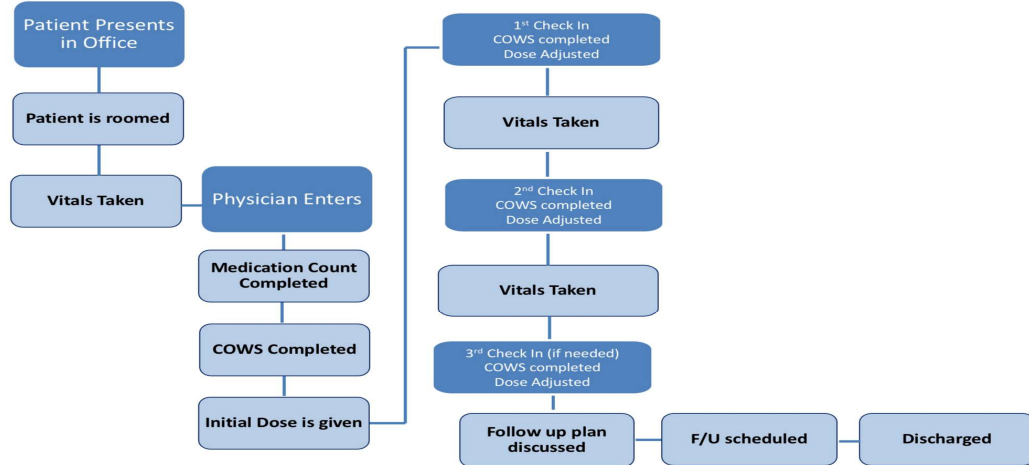 Patient Presents
in Office
Patient is roomed
Vitals Taken
Physician Enters
Medication Count
Completed
COWS Completed
Initial Dose is given
1st Check In
COWS completed
Dose Adjusted
Vitals Taken
2nd Check In
COWS completed
Dose Adjusted
Vitals Taken
3rd Check In (if needed)
COWS completed
Dose Adjusted
Follow up plan
discussed
F/U scheduled
Discharged